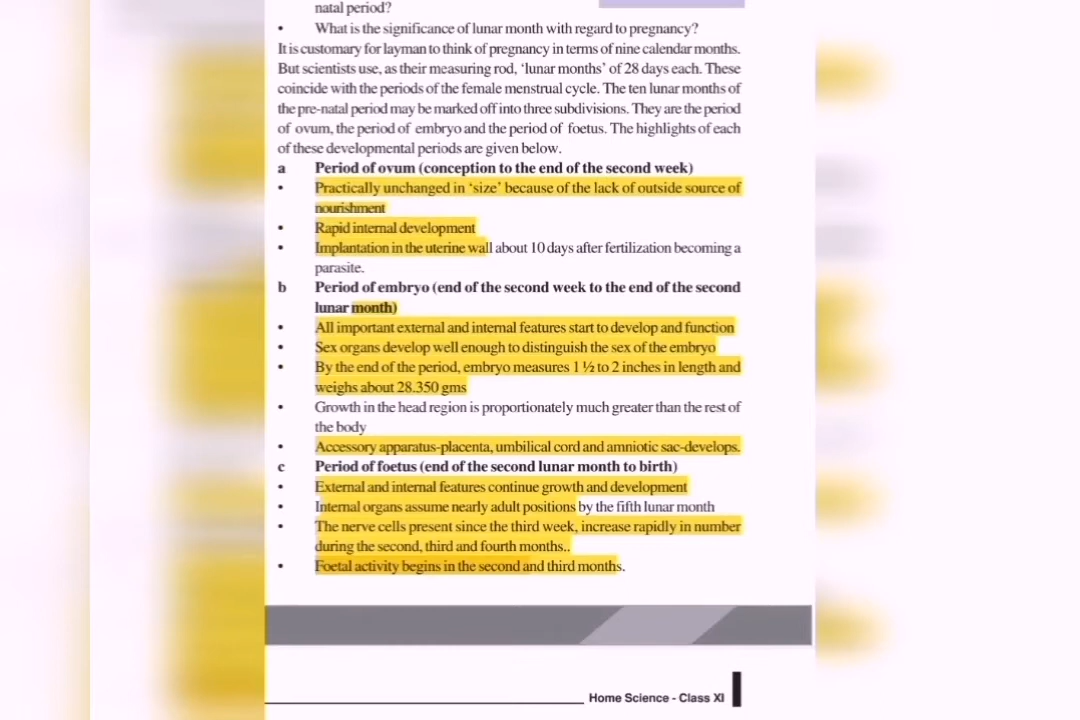 natal period?
• What is the significance of lunar month with regard to pregnancy?
It is customary for layman to think of pregnancy in terms of nine calendar months.
But scientists use, as their measuring rod, ‘lunar months’ of 28 days each. These
coincide with the periods of the female menstrual cycle. The ten lunar months of
the pre-natal period may be marked off into three subdivisions. They are the period
of ovum, the period of embryo and the period of foetus. The highlights of each
of these developmental periods are given below.
a Period of ovum (conception to the end of the second week)
• Practically unchanged in ‘size’ because of the lack of outside source of
nourishment
• Rapid internal development
• Implantation in the uterine wall about 10 days after fertilization becoming a
parasite.
b Period of embryo (end of the second week to the end of the second
lunar month)
• All important external and internal features start to develop and function
• Sex organs develop well enough to distinguish the sex of the embryo
• By the end of the period, embryo measures 1 ½ to 2 inches in length and
weighs about 28.350 gms
• Growth in the head region is proportionately much greater than the rest of
the body
• Accessory apparatus-placenta, umbilical cord and amniotic sac-develops.
c Period of foetus (end of the second lunar month to birth)
• External and internal features continue growth and development
• Internal organs assume nearly adult positions by the fifth lunar month
• The nerve cells present since the third week, increase rapidly in number
during the second, third and fourth months..
• Foetal activity begins in the second and third months.
Home Science - Class XI